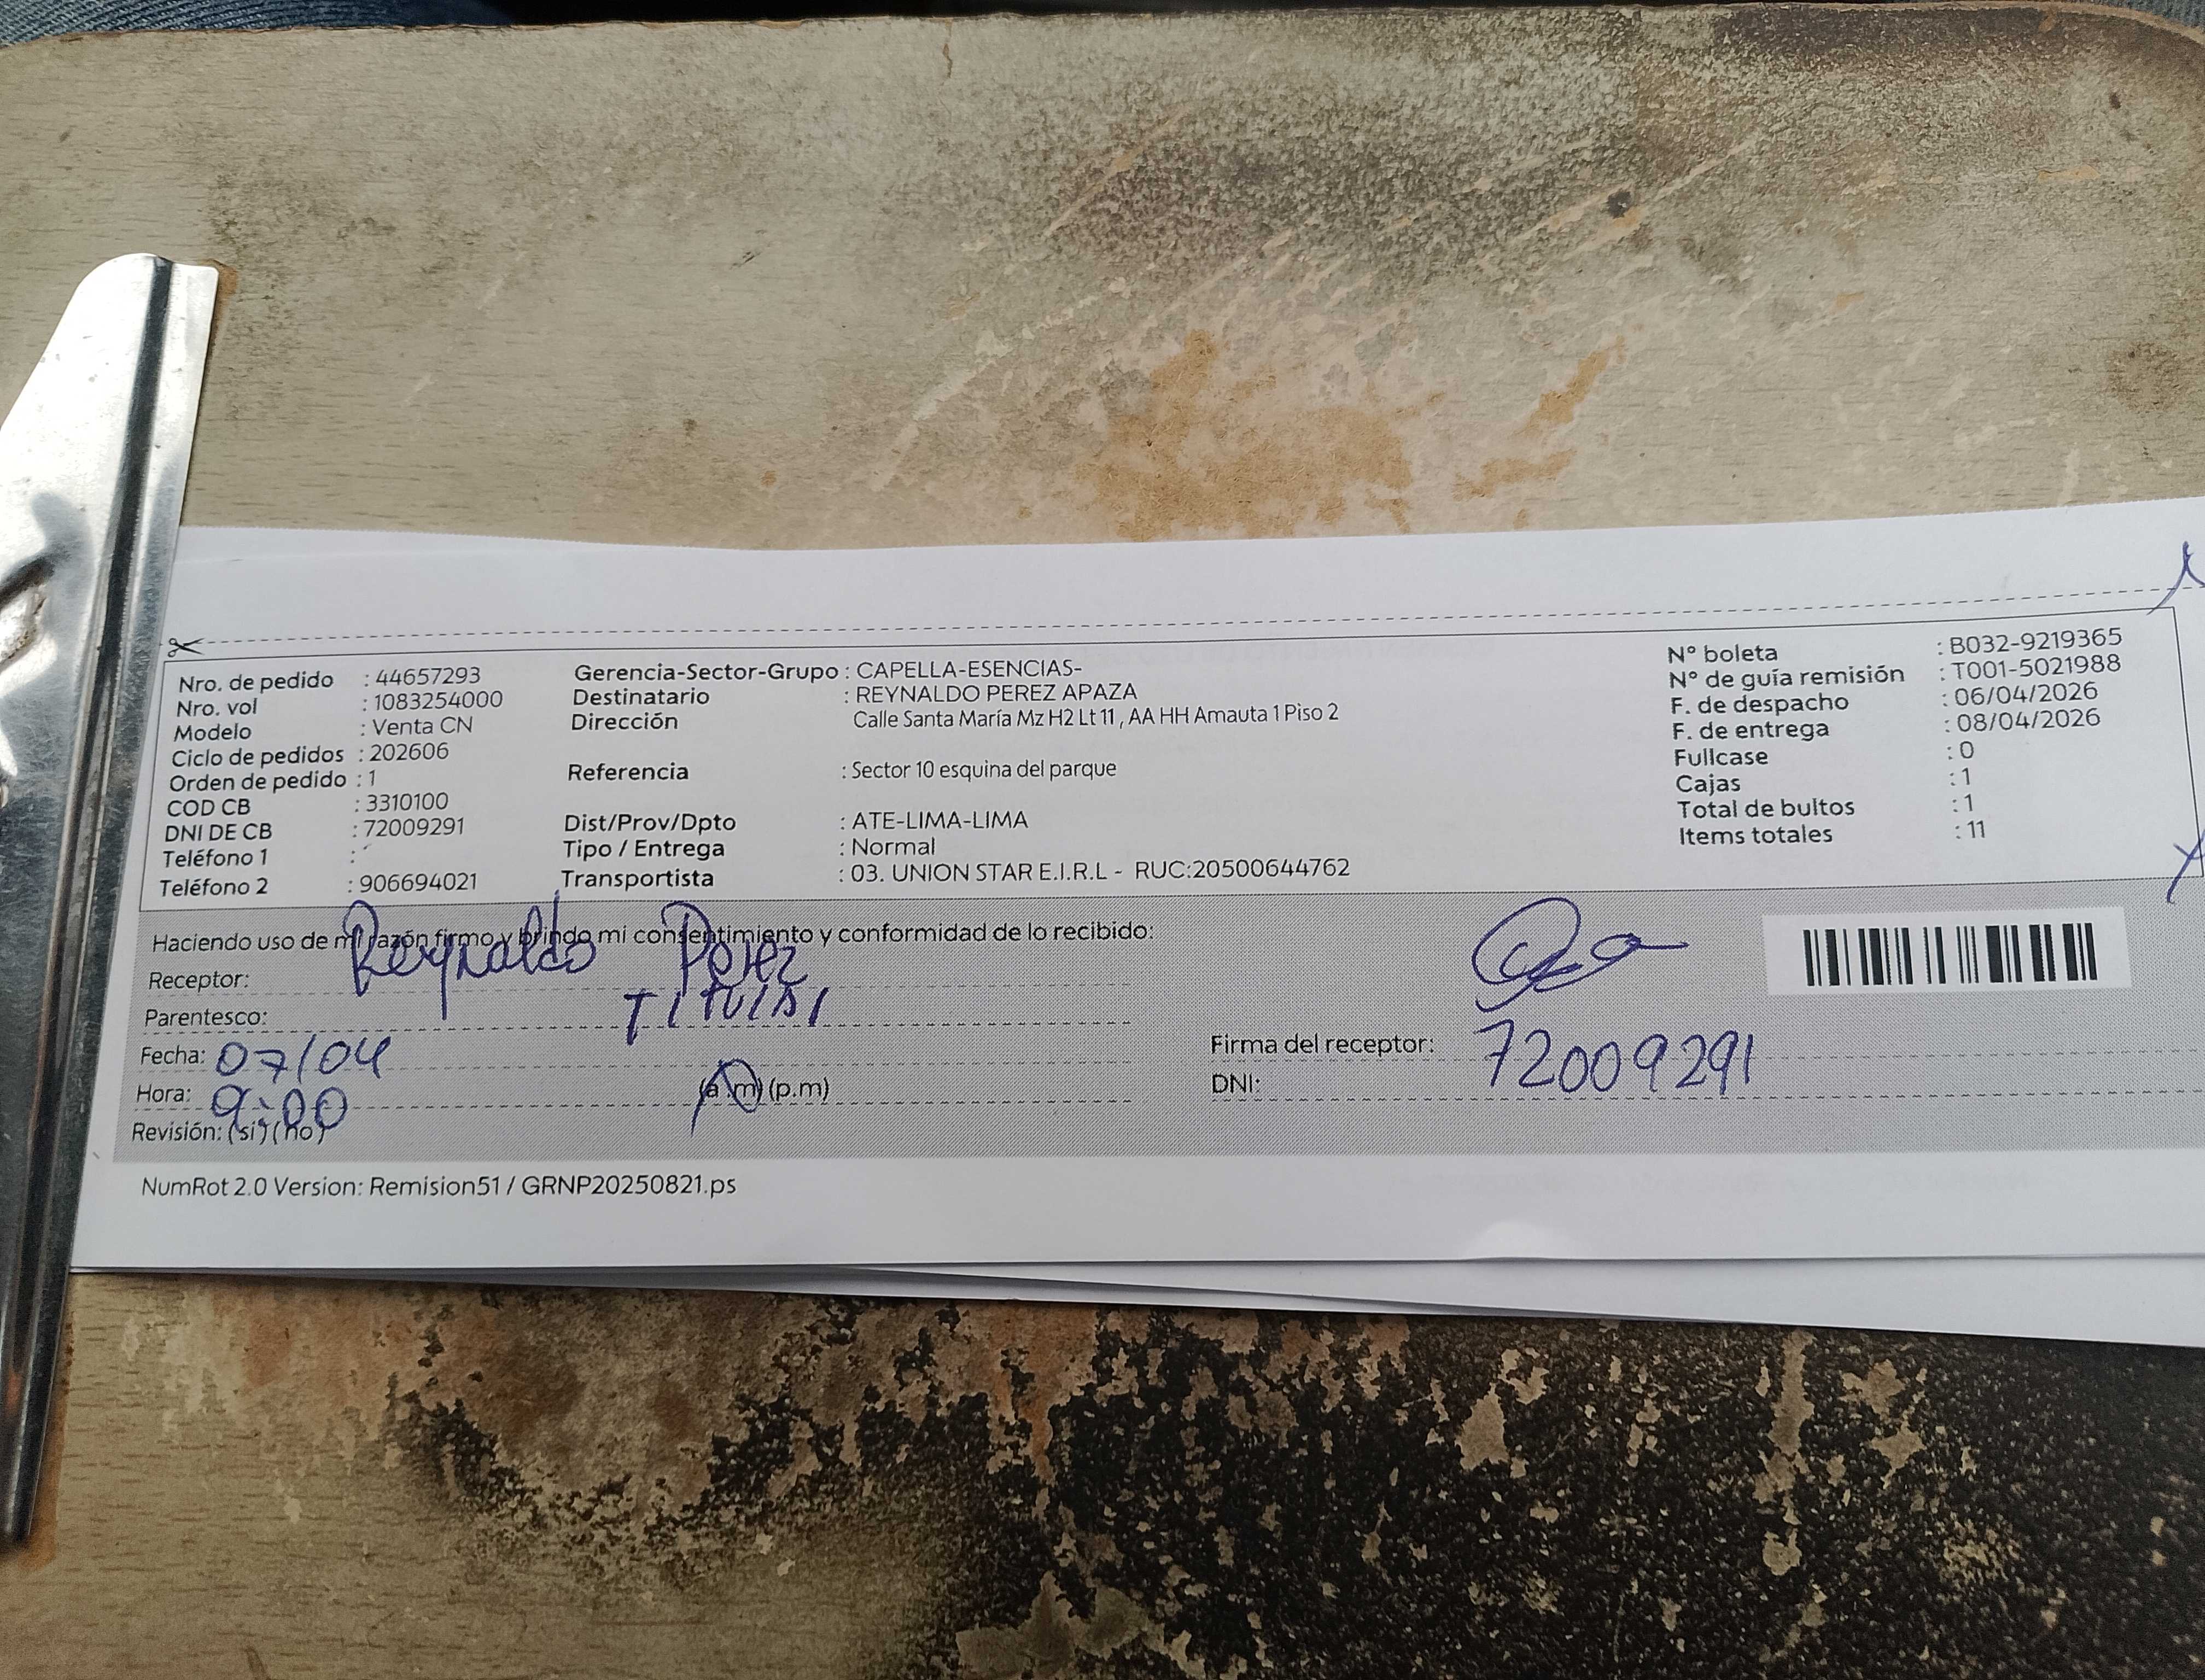 Nro. de pedido : 44657293
Nro. vol : 1083254000
Modelo : Venta CN
Ciclo de pedidos : 202606
Orden de pedido : 1
COD CB : 3310100
DNI DE CB : 72009291
Teléfono 1 :
Teléfono 2 : 906694021
Gerencia-Sector-Grupo : CAPELLA-ESENCIAS-
Destinatario : REYNALDO PEREZ APAZA
Dirección Calle Santa María Mz H2 Lt 11 , AA HH Amauta 1 Piso 2
Referencia : Sector 10 esquina del parque
Dist/Prov/Dpto : ATE-LIMA-LIMA
Tipo / Entrega : Normal
Transportista : 03. UNION STAR E.I.R.L - RUC:20500644762
N° boleta : B032-9219365
N° de guía remisión : T001-5021988
F. de despacho : 06/04/2026
F. de entrega : 08/04/2026
Fullcase : 0
Cajas : 1
Total de bultos : 1
Items totales : 11
Haciendo uso de mi razón firmo y brindo mi consentimiento y conformidad de lo recibido:
Receptor: Reynaldo Perez
Parentesco:
Fecha: 07/04
Hora: 9:00 (a.m) (p.m)
Revisión: (si) (no)
Firma del receptor:
DNI: 72009291
NumRot 2.0 Version: Remision51 / GRNP20250821.ps